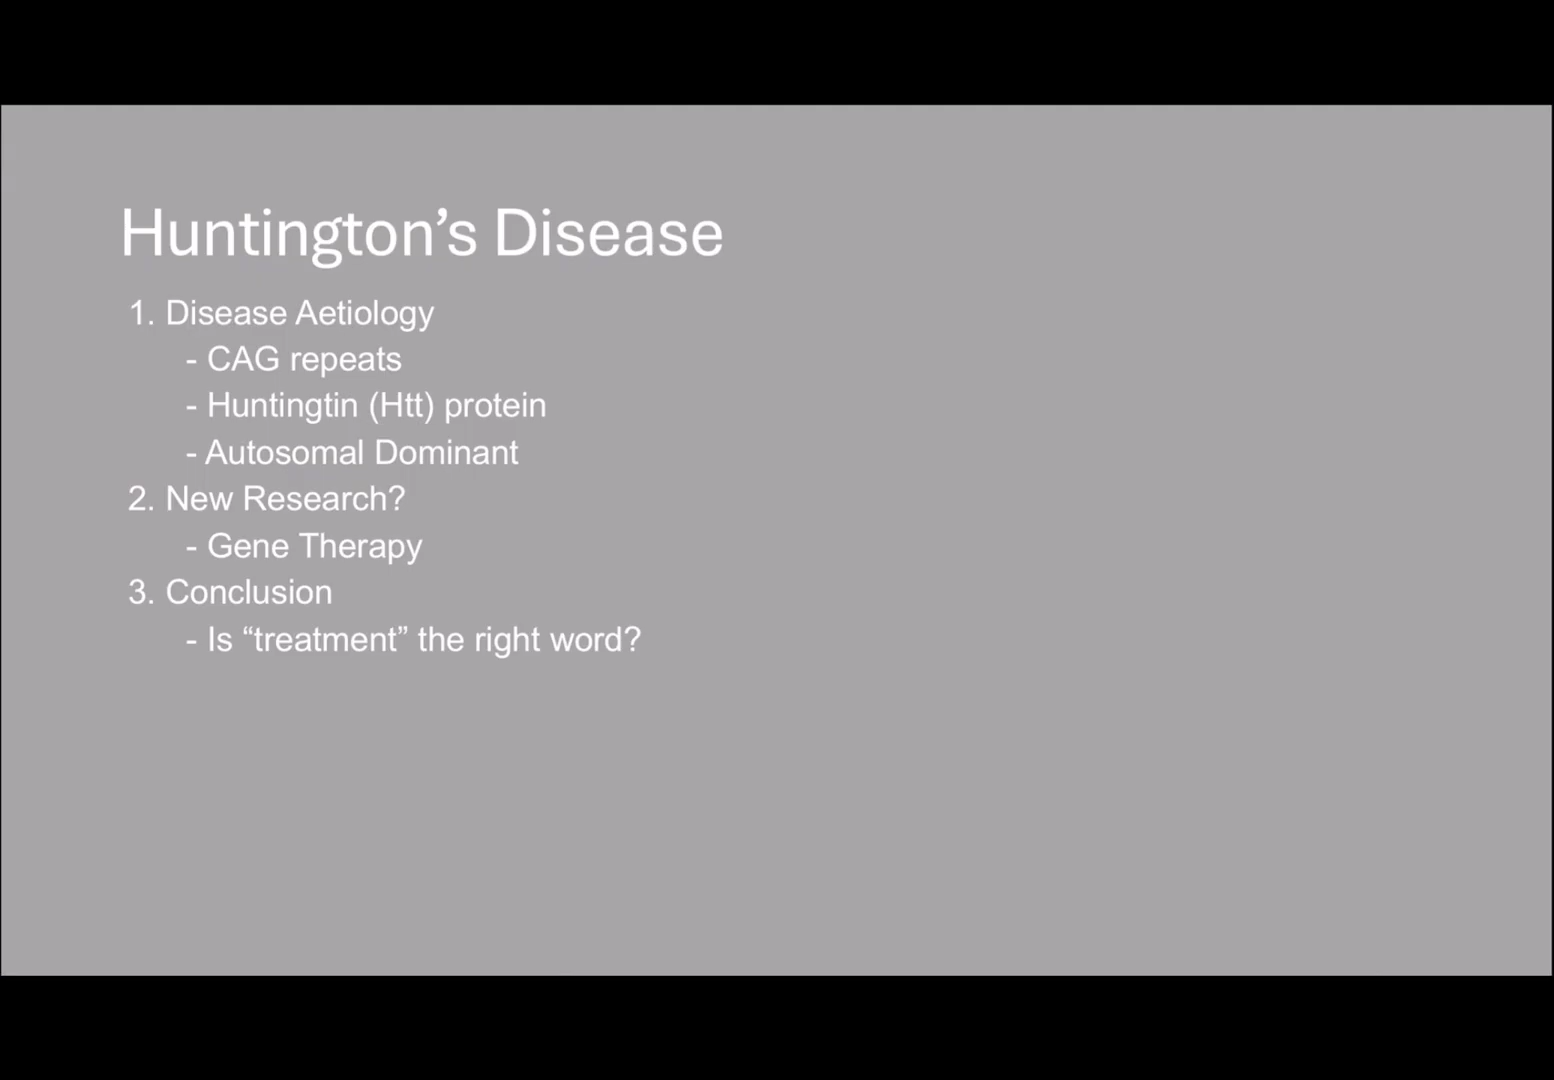 Huntington’s Disease
1. Disease Aetiology
- CAG repeats
- Huntingtin (Htt) protein
- Autosomal Dominant
2. New Research?
- Gene Therapy
3. Conclusion
- Is “treatment” the right word?